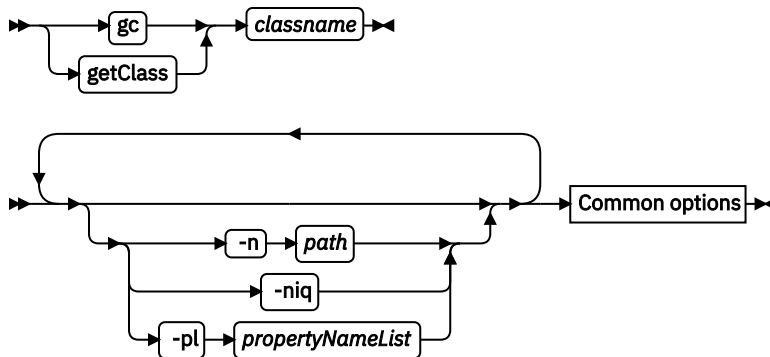 gc classname
getClass
Common options
-n path
-niq
-pl propertyNameList